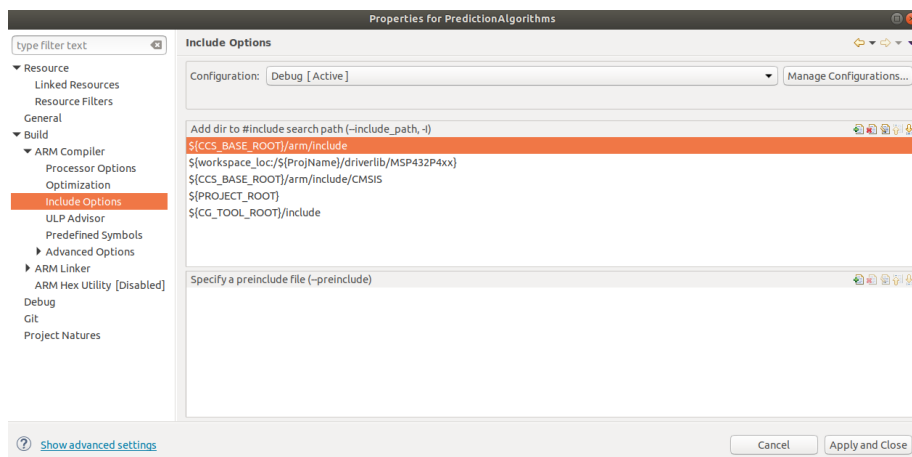 Properties for PredictionAlgorithms
type filter text
Include Options
Resource
Linked Resources
Resource Filters
General
Build
ARM Compiler
Processor Options
Optimization
Include Options
ULP Advisor
Predefined Symbols
Advanced Options
ARM Linker
ARM Hex Utility [Disabled]
Debug
Git
Project Natures
Configuration: Debug [ Active ]
Manage Configurations...
Add dir to #include search path (--include_path, -I)
${CCS_BASE_ROOT}/arm/include
${workspace_loc:/${ProjName}/driverlib/MSP432P4xx}
${CCS_BASE_ROOT}/arm/include/CMSIS
${PROJECT_ROOT}
${CG_TOOL_ROOT}/include
Specify a preinclude file (--preinclude)
Show advanced settings
Cancel
Apply and Close